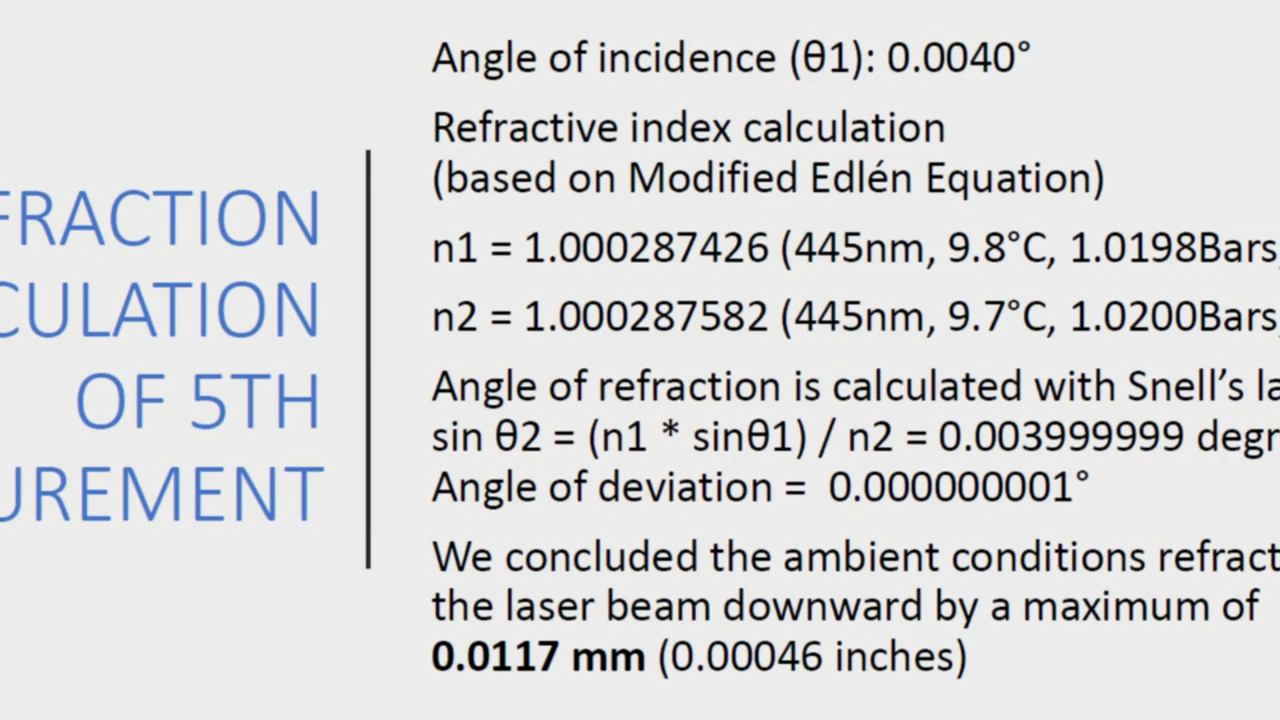 FRACTION
CULATION
OF 5TH
UREMENT
Angle of incidence (θ1): 0.0040°
Refractive index calculation
(based on Modified Edlén Equation)
n1 = 1.000287426 (445nm, 9.8°C, 1.0198Bars,
n2 = 1.000287582 (445nm, 9.7°C, 1.0200Bars,
Angle of refraction is calculated with Snell’s la
sin θ2 = (n1 * sinθ1) / n2 = 0.003999999 degr
Angle of deviation = 0.000000001°
We concluded the ambient conditions refract
the laser beam downward by a maximum of
0.0117 mm (0.00046 inches)